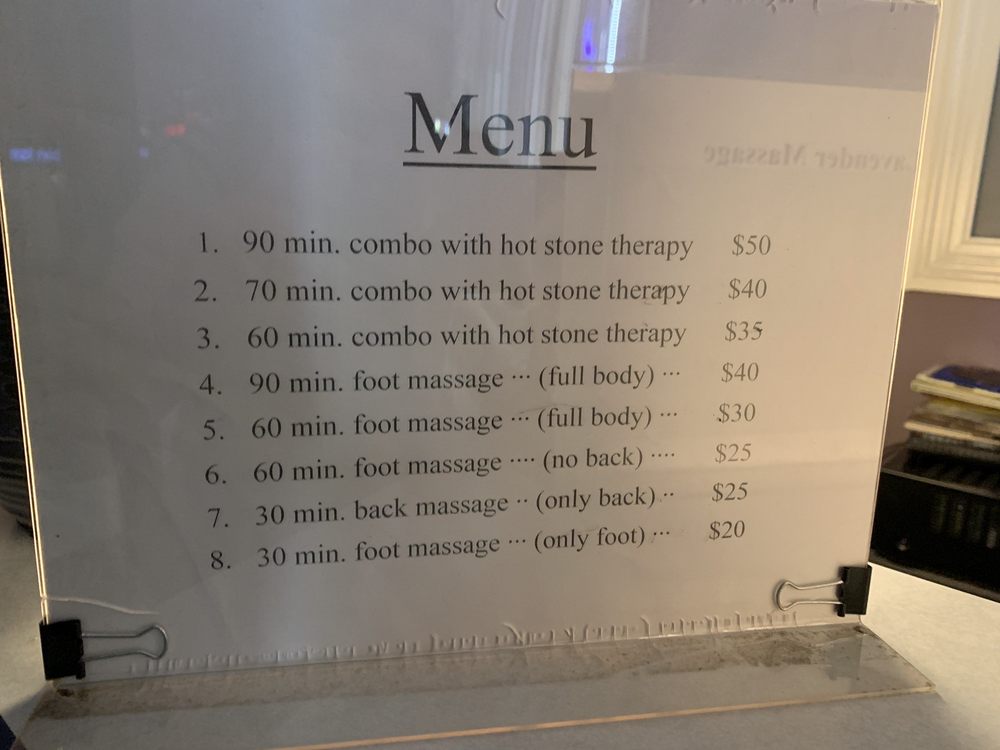 Menu
avender Massage
1. 90 min. combo with hot stone therapy $50
2. 70 min. combo with hot stone therapy $40
3. 60 min. combo with hot stone therapy $35
4. 90 min. foot massage ··· (full body) ··· $40
5. 60 min. foot massage ··· (full body) ··· $30
6. 60 min. foot massage ···· (no back) ···· $25
7. 30 min. back massage ·· (only back) ·· $25
8. 30 min. foot massage ··· (only foot) ··· $20